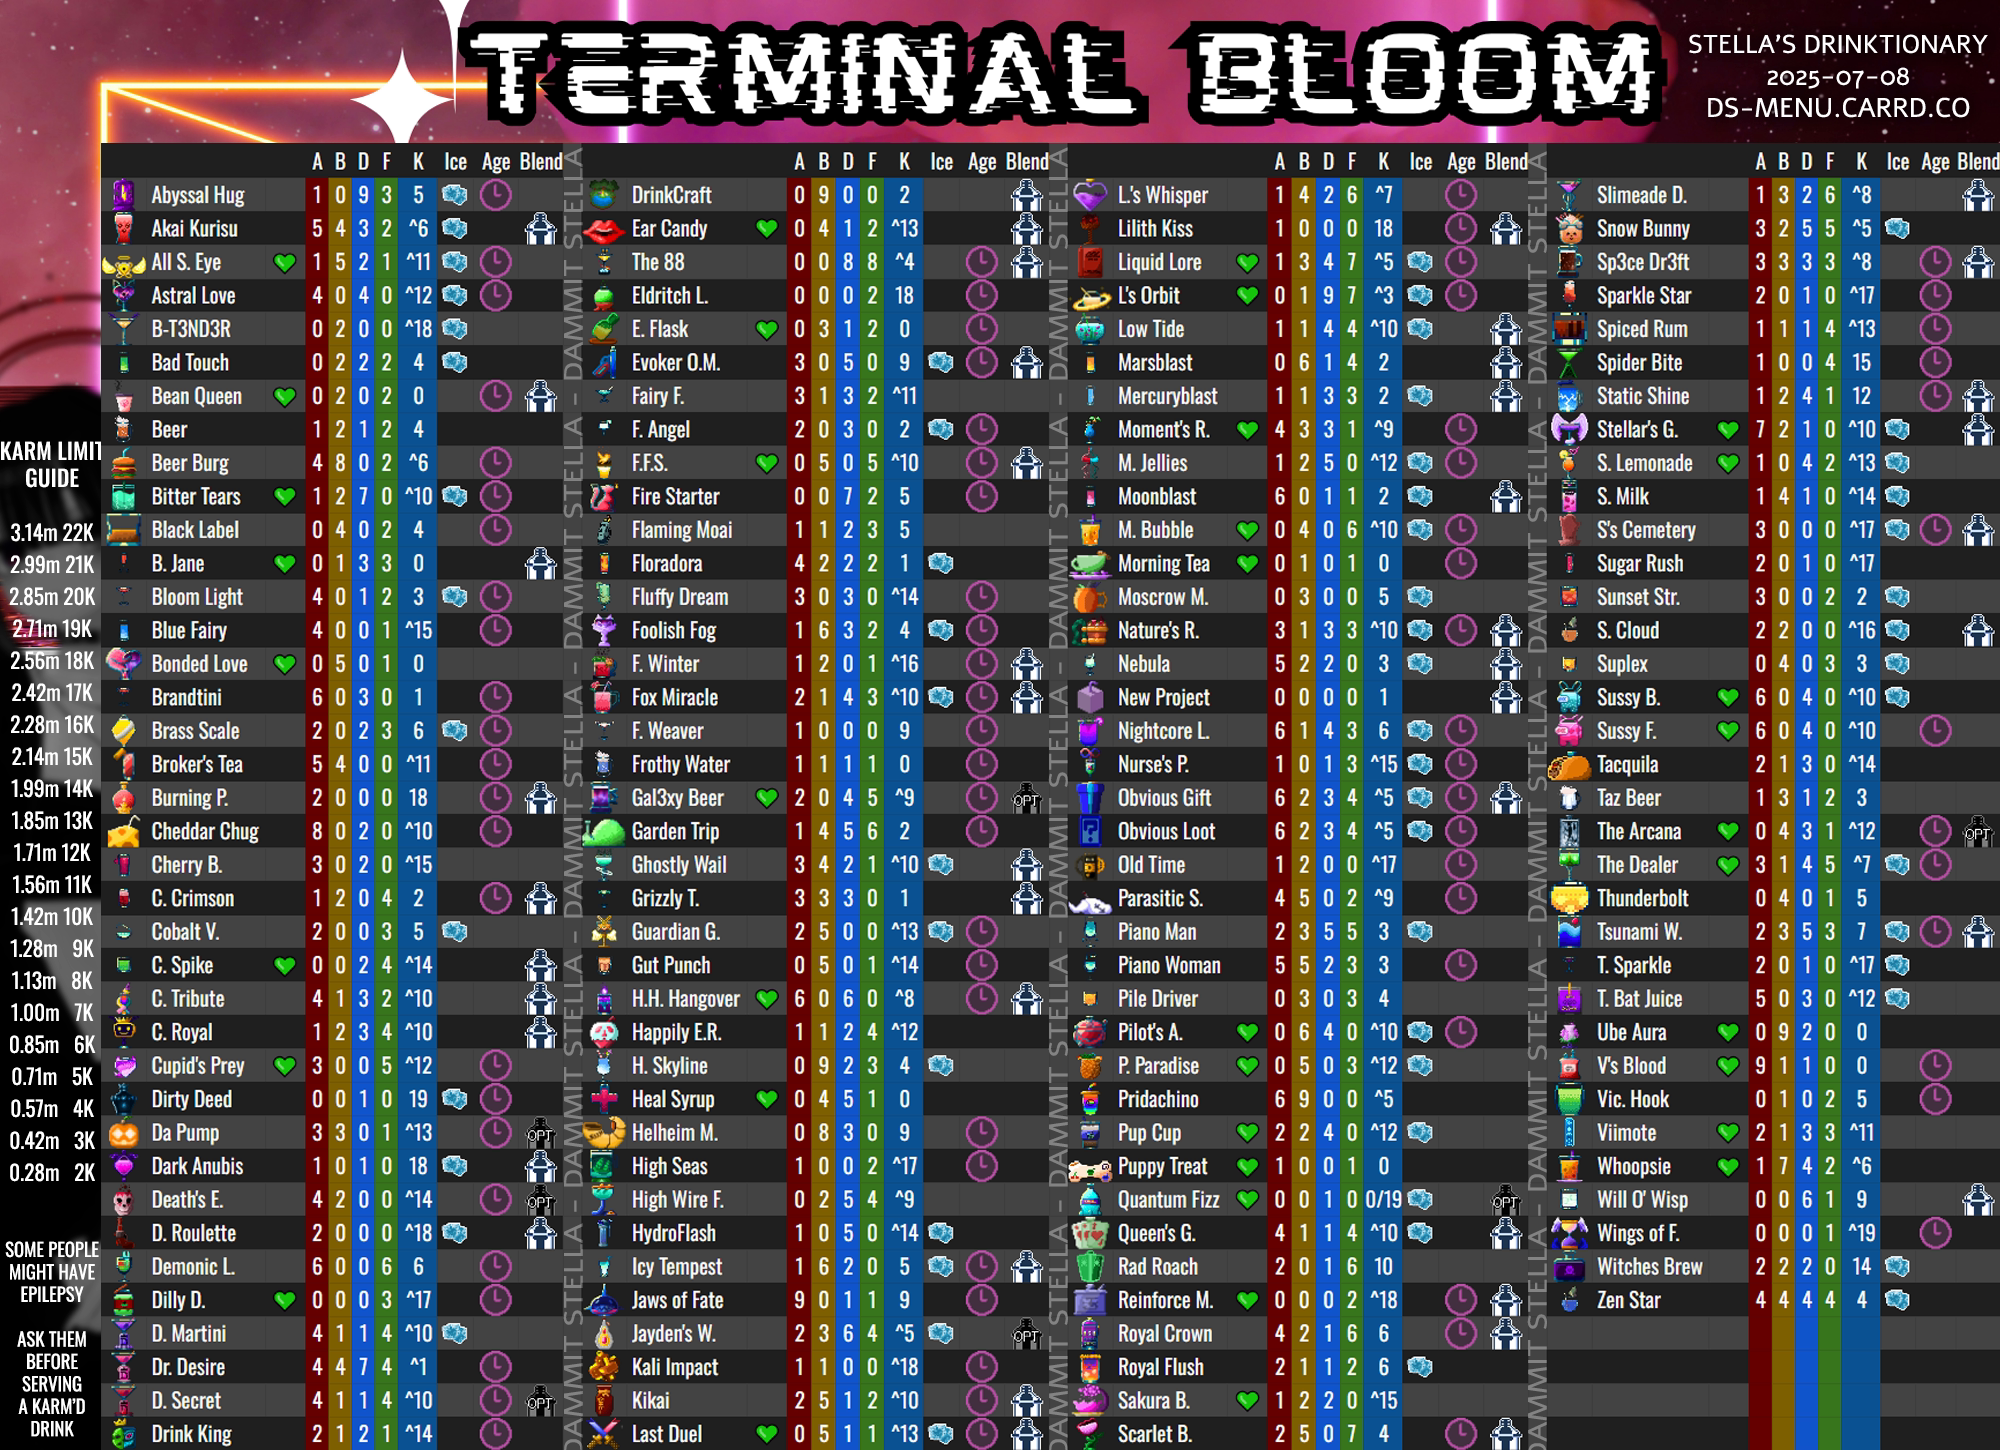 TERMINAL BLOOM
STELLA'S DRINKTIONARY
2025-07-08
DS-MENU.CARRD.CO
KARM LIMIT
GUIDE
3.14m 22K
2.99m 21K
2.85m 20K
2.71m 19K
2.56m 18K
2.42m 17K
2.28m 16K
2.14m 15K
1.99m 14K
1.85m 13K
1.71m 12K
1.56m 11K
1.42m 10K
1.28m 9K
1.13m 8K
1.00m 7K
0.85m 6K
0.71m 5K
0.57m 4K
0.42m 3K
0.28m 2K
SOME PEOPLE
MIGHT HAVE
EPILEPSY
ASK THEM
BEFORE
SERVING
A KARM'D
DRINK
A B D F K Ice Age Blend
Abyssal Hug 1 0 9 3 5
Akai Kurisu 5 4 3 2 ^6
All S. Eye 1 5 2 1 ^11
Astral Love 4 0 4 0 ^12
B-T3ND3R 0 2 0 0 ^18
Bad Touch 0 2 2 2 4
Bean Queen 0 2 0 2 0
Beer 1 2 1 2 4
Beer Burg 4 8 0 2 ^6
Bitter Tears 1 2 7 0 ^10
Black Label 0 4 0 2 4
B. Jane 0 1 3 3 0
Bloom Light 4 0 1 2 3
Blue Fairy 4 0 0 1 ^15
Bonded Love 0 5 0 1 0
Brandtini 6 0 3 0 1
Brass Scale 2 0 2 3 6
Broker's Tea 5 4 0 0 ^11
Burning P. 2 0 0 0 18
Cheddar Chug 8 0 2 0 ^10
Cherry B. 3 0 2 0 ^15
C. Crimson 1 2 0 4 2
Cobalt V. 2 0 0 3 5
C. Spike 0 0 2 4 ^14
C. Tribute 4 1 3 2 ^10
C. Royal 1 2 3 4 ^10
Cupid's Prey 3 0 0 5 ^12
Dirty Deed 0 0 1 0 19
Da Pump 3 3 0 1 ^13 OPT
Dark Anubis 1 0 1 0 18
Death's E. 4 2 0 0 ^14 OPT
D. Roulette 2 0 0 0 ^18
Demonic L. 6 0 0 6 6
Dilly D. 0 0 0 3 ^17
D. Martini 4 1 1 4 ^10
Dr. Desire 4 4 7 4 ^1
D. Secret 4 1 1 4 ^10 OPT
Drink King 2 1 2 1 ^14
DAMMIT STELLA - DAMMIT STELLA - DAMMIT STELLA - DAMMIT STELLA
A B D F K Ice Age Blend
DrinkCraft 0 9 0 0 2
Ear Candy 0 4 1 2 ^13
The 88 0 0 8 8 ^4
Eldritch L. 0 0 0 2 18
E. Flask 0 3 1 2 0
Evoker O.M. 3 0 5 0 9
Fairy F. 3 1 3 2 ^11
F. Angel 2 0 3 0 2
F.F.S. 0 5 0 5 ^10
Fire Starter 0 0 7 2 5
Flaming Moai 1 1 2 3 5
Floradora 4 2 2 2 1
Fluffy Dream 3 0 3 0 ^14
Foolish Fog 1 6 3 2 4
F. Winter 1 2 0 1 ^16
Fox Miracle 2 1 4 3 ^10
F. Weaver 1 0 0 0 9
Frothy Water 1 1 1 1 0
Gal3xy Beer 2 0 4 5 ^9 OPT
Garden Trip 1 4 5 6 2
Ghostly Wail 3 4 2 1 ^10
Grizzly T. 3 3 3 0 1
Guardian G. 2 5 0 0 ^13
Gut Punch 0 5 0 1 ^14
H.H. Hangover 6 0 6 0 ^8
Happily E.R. 1 1 2 4 ^12
H. Skyline 0 9 2 3 4
Heal Syrup 0 4 5 1 0
Helheim M. 0 8 3 0 9
High Seas 1 0 0 2 ^17
High Wire F. 0 2 5 4 ^9
HydroFlash 1 0 5 0 ^14
Icy Tempest 1 6 2 0 5
Jaws of Fate 9 0 1 1 9
Jayden's W. 2 3 6 4 ^5 OPT
Kali Impact 1 1 0 0 ^18
Kikai 2 5 1 2 ^10
Last Duel 0 5 1 1 ^13
DAMMIT STELLA - DAMMIT STELLA - DAMMIT STELLA - DAMMIT STELLA
A B D F K Ice Age Blend
L.'s Whisper 1 4 2 6 ^7
Lilith Kiss 1 0 0 0 18
Liquid Lore 1 3 4 7 ^5
L's Orbit 0 1 9 7 ^3
Low Tide 1 1 4 4 ^10
Marsblast 0 6 1 4 2
Mercuryblast 1 1 3 3 2
Moment's R. 4 3 3 1 ^9
M. Jellies 1 2 5 0 ^12
Moonblast 6 0 1 1 2
M. Bubble 0 4 0 6 ^10
Morning Tea 0 1 0 1 0
Moscrow M. 0 3 0 0 5
Nature's R. 3 1 3 3 ^10
Nebula 5 2 2 0 3
New Project 0 0 0 0 1
Nightcore L. 6 1 4 3 6
Nurse's P. 1 0 1 3 ^15
Obvious Gift 6 2 3 4 ^5
Obvious Loot 6 2 3 4 ^5
Old Time 1 2 0 0 ^17
Parasitic S. 4 5 0 2 ^9
Piano Man 2 3 5 5 3
Piano Woman 5 5 2 3 3
Pile Driver 0 3 0 3 4
Pilot's A. 0 6 4 0 ^10
P. Paradise 0 5 0 3 ^12
Pridachino 6 9 0 0 ^5
Pup Cup 2 2 4 0 ^12
Puppy Treat 1 0 0 1 0
Quantum Fizz 0 0 1 0 0/19 OPT
Queen's G. 4 1 1 4 ^10
Rad Roach 2 0 1 6 10
Reinforce M. 0 0 0 2 ^18
Royal Crown 4 2 1 6 6
Royal Flush 2 1 1 2 6
Sakura B. 1 2 2 0 ^15
Scarlet B. 2 5 0 7 4
DAMMIT STELLA - DAMMIT STELLA - DAMMIT STELLA - DAMMIT STELLA
A B D F K Ice Age Blend
Slimeade D. 1 3 2 6 ^8
Snow Bunny 3 2 5 5 ^5
Sp3ce Dr3ft 3 3 3 3 ^8
Sparkle Star 2 0 1 0 ^17
Spiced Rum 1 1 1 4 ^13
Spider Bite 1 0 0 4 15
Static Shine 1 2 4 1 12
Stellar's G. 7 2 1 0 ^10
S. Lemonade 1 0 4 2 ^13
S. Milk 1 4 1 0 ^14
S's Cemetery 3 0 0 0 ^17
Sugar Rush 2 0 1 0 ^17
Sunset Str. 3 0 0 2 2
S. Cloud 2 2 0 0 ^16
Suplex 0 4 0 3 3
Sussy B. 6 0 4 0 ^10
Sussy F. 6 0 4 0 ^10
Tacquila 2 1 3 0 ^14
Taz Beer 1 3 1 2 3
The Arcana 0 4 3 1 ^12 OPT
The Dealer 3 1 4 5 ^7
Thunderbolt 0 4 0 1 5
Tsunami W. 2 3 5 3 7
T. Sparkle 2 0 1 0 ^17
T. Bat Juice 5 0 3 0 ^12
Ube Aura 0 9 2 0 0
V's Blood 9 1 1 0 0
Vic. Hook 0 1 0 2 5
Viimote 2 1 3 3 ^11
Whoopsie 1 7 4 2 ^6
Will O' Wisp 0 0 6 1 9
Wings of F. 0 0 0 1 ^19
Witches Brew 2 2 2 0 14
Zen Star 4 4 4 4 4